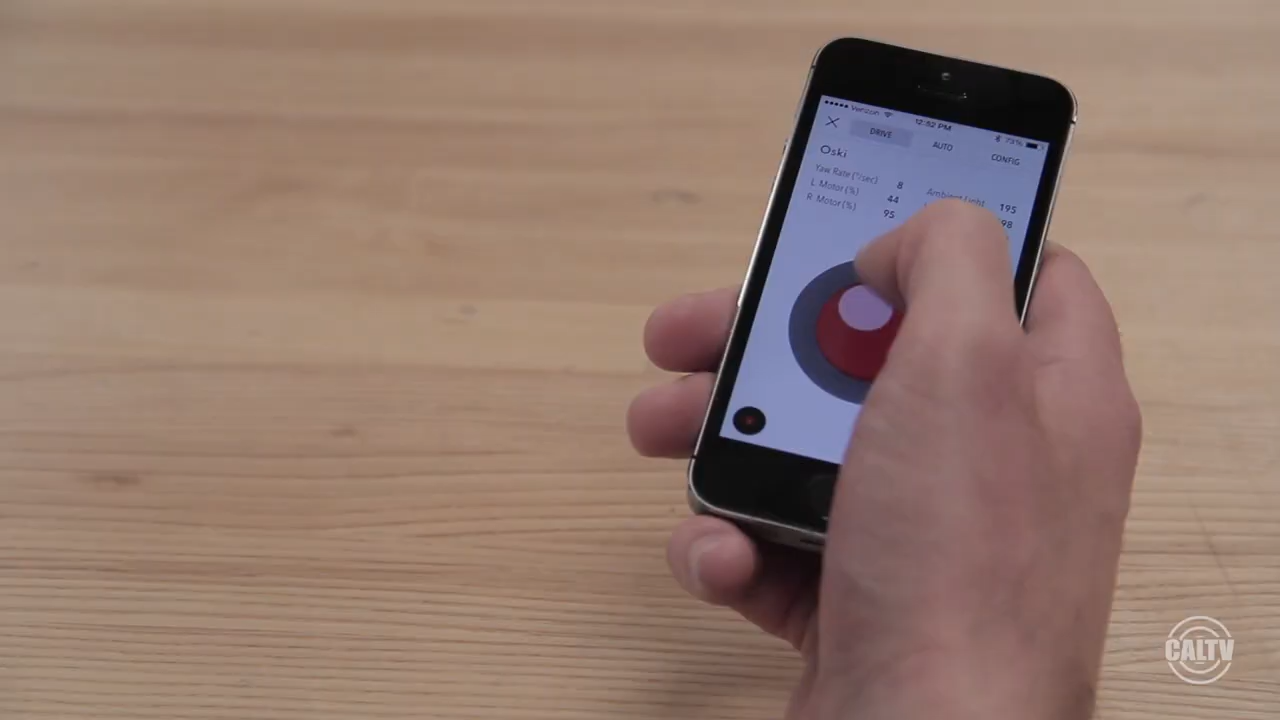 Verizon 12:52 PM 73%
DRIVE AUTO CONFIG
Oski
Yaw Rate (°/sec) 8 Ambient Light 195
L. Motor (%) 44 98
R. Motor (%) 95
CALTV